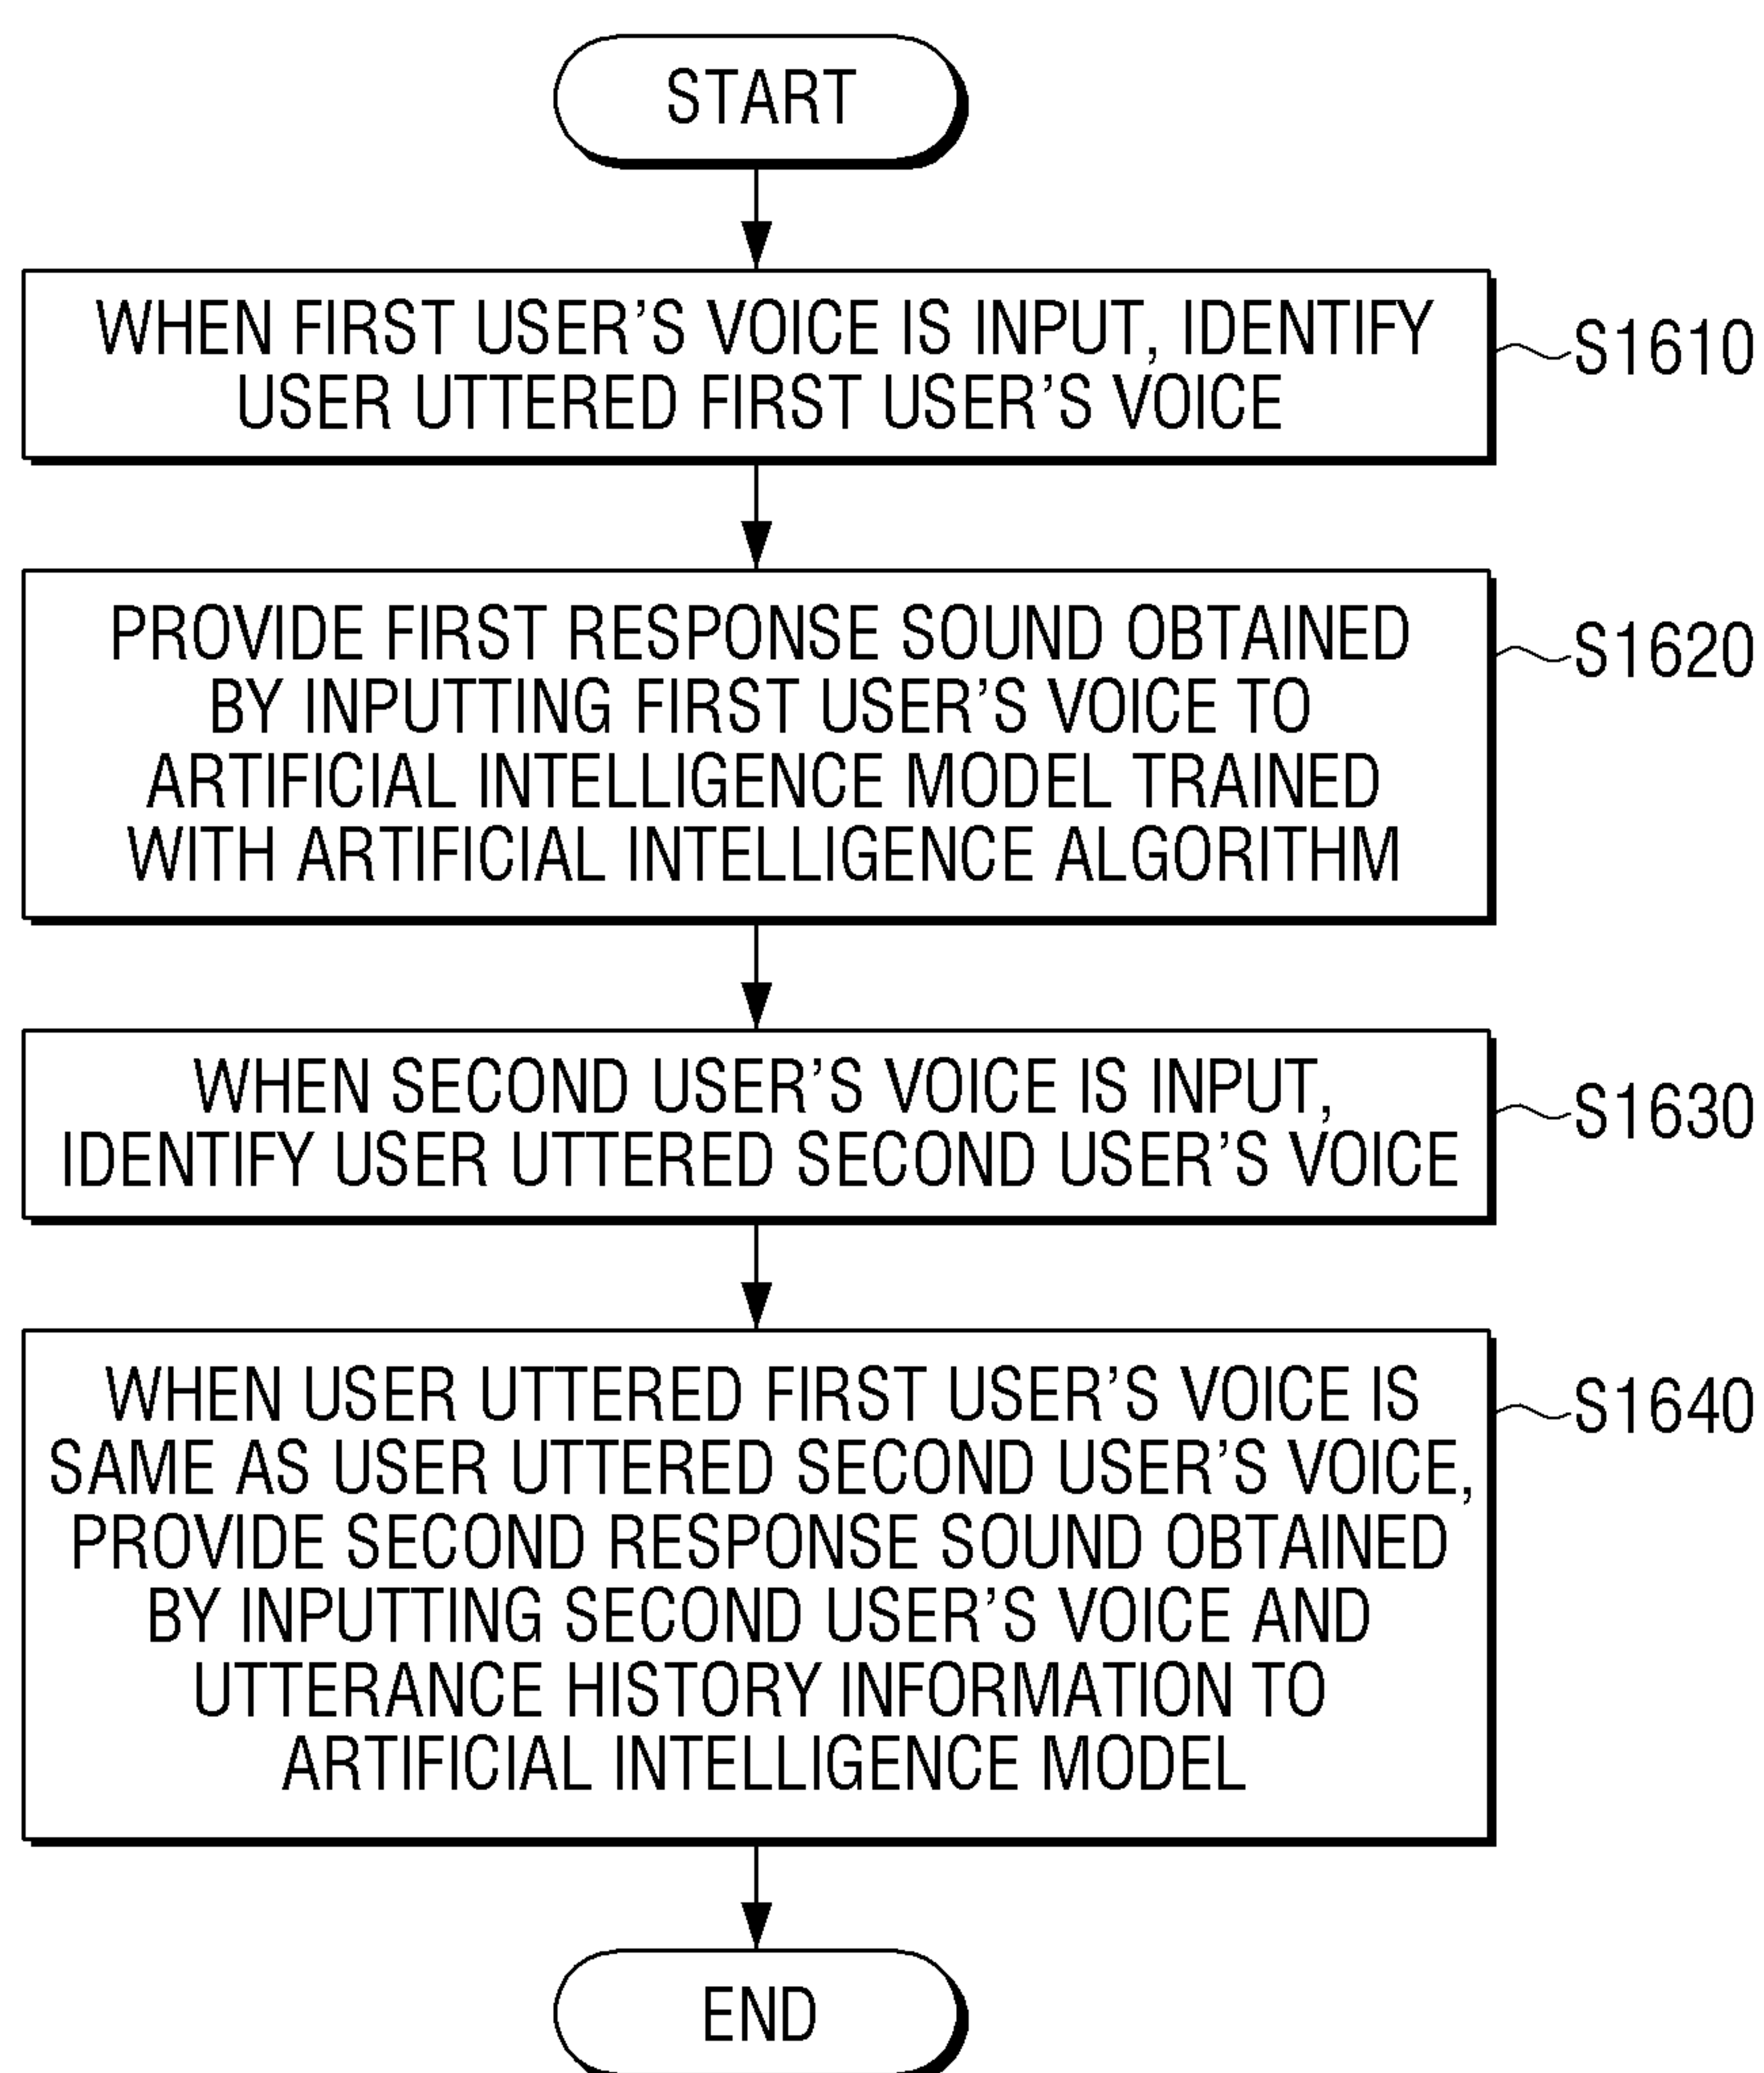 START
WHEN FIRST USER'S VOICE IS INPUT, IDENTIFY
USER UTTERED FIRST USER'S VOICE
S1610
PROVIDE FIRST RESPONSE SOUND OBTAINED
BY INPUTTING FIRST USER'S VOICE TO
ARTIFICIAL INTELLIGENCE MODEL TRAINED
WITH ARTIFICIAL INTELLIGENCE ALGORITHM
S1620
WHEN SECOND USER'S VOICE IS INPUT,
IDENTIFY USER UTTERED SECOND USER'S VOICE
S1630
WHEN USER UTTERED FIRST USER'S VOICE IS
SAME AS USER UTTERED SECOND USER'S VOICE,
PROVIDE SECOND RESPONSE SOUND OBTAINED
BY INPUTTING SECOND USER'S VOICE AND
UTTERANCE HISTORY INFORMATION TO
ARTIFICIAL INTELLIGENCE MODEL
S1640
END